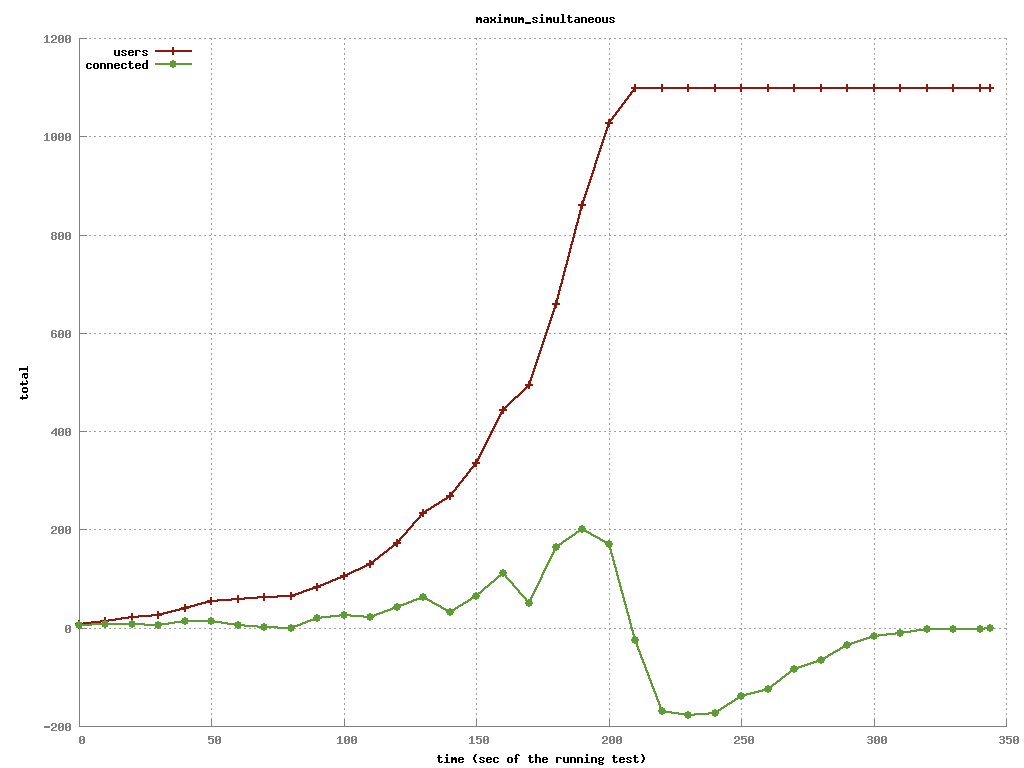 maximum_simultaneous
users
connected
1200
1000
800
600
400
200
0
-200
total
0 50 100 150 200 250 300 350
time (sec of the running test)